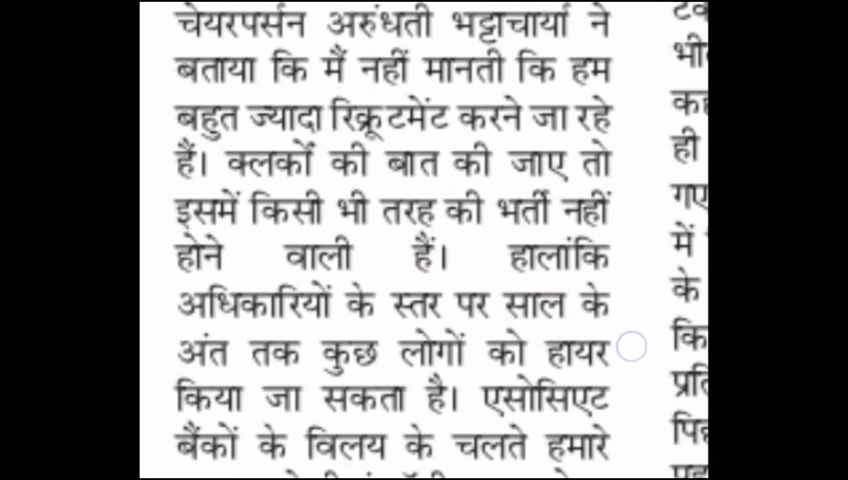 चेयरपर्सन अरुंधती भट्टाचार्या ने
बताया कि मैं नहीं मानती कि हम
बहुत ज्यादा रिक्रूटमेंट करने जा रहे
हैं। क्लर्कों की बात की जाए तो
इसमें किसी भी तरह की भर्ती नहीं
होने वाली हैं। हालांकि
अधिकारियों के स्तर पर साल के
अंत तक कुछ लोगों को हायर
किया जा सकता है। एसोसिएट
बैंकों के विलय के चलते हमारे
ही
में
के